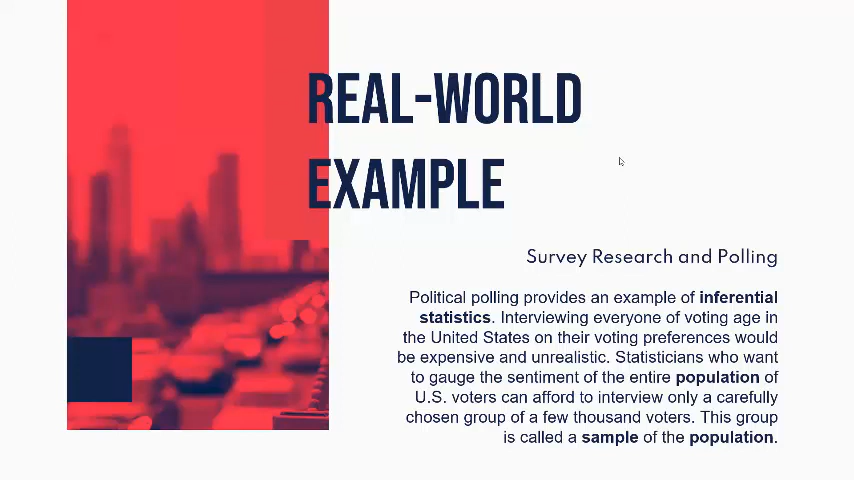 REAL-WORLD
EXAMPLE
Survey Research and Polling
Political polling provides an example of inferential
statistics. Interviewing everyone of voting age in
the United States on their voting preferences would
be expensive and unrealistic. Statisticians who want
to gauge the sentiment of the entire population of
U.S. voters can afford to interview only a carefully
chosen group of a few thousand voters. This group
is called a sample of the population.